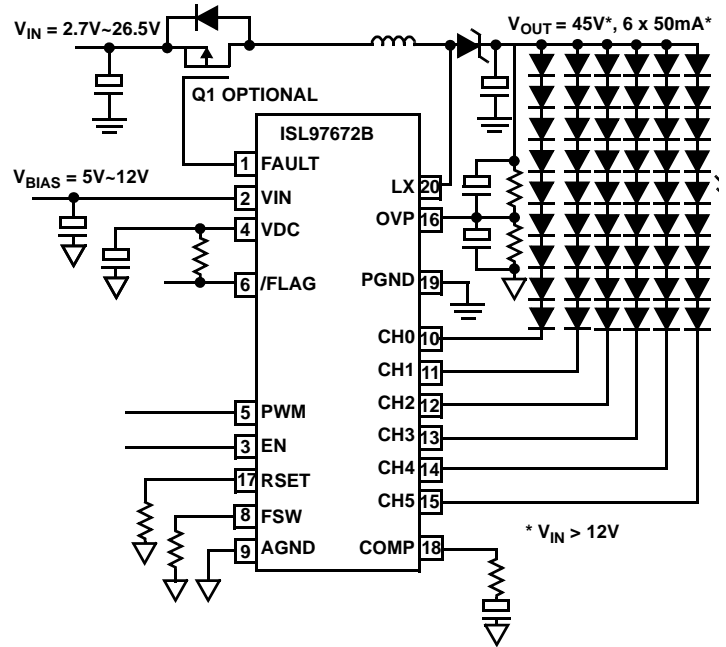 V_IN = 2.7V~26.5V
V_OUT = 45V*, 6 x 50mA*
Q1 OPTIONAL
ISL97672B
V_BIAS = 5V~12V
1 FAULT
2 VIN
4 VDC
6 /FLAG
5 PWM
3 EN
17 RSET
8 FSW
9 AGND
LX 20
OVP 16
PGND 19
CH0 10
CH1 11
CH2 12
CH3 13
CH4 14
CH5 15
COMP 18
* V_IN > 12V